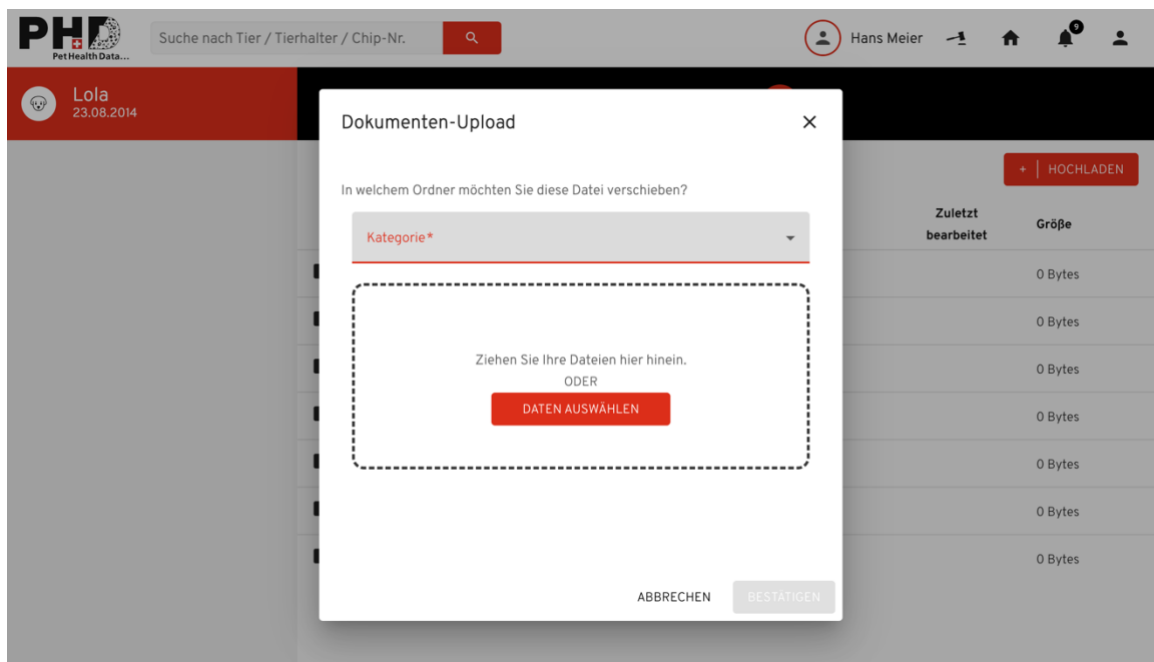 PHD
PetHealthData...
Suche nach Tier / Tierhalter / Chip-Nr.
Hans Meier
9
Lola
23.08.2014
Dokumenten-Upload
+ | HOCHLADEN
In welchem Ordner möchten Sie diese Datei verschieben?
Zuletzt
bearbeitet
Größe
Kategorie*
0 Bytes
0 Bytes
Ziehen Sie Ihre Dateien hier hinein.
ODER
DATEN AUSWÄHLEN
0 Bytes
0 Bytes
0 Bytes
0 Bytes
0 Bytes
ABBRECHEN
BESTÄTIGEN